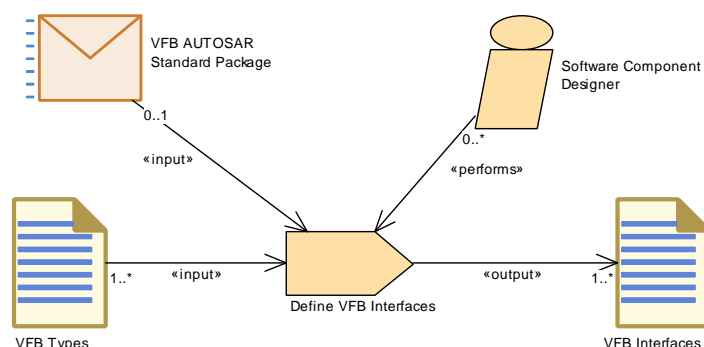 VFB AUTOSAR
Standard Package
Software Component
Designer
0..1
0..*
«input»
«performs»
1..*
«input»
«output»
1..*
Define VFB Interfaces
VFB Types
VFB Interfaces